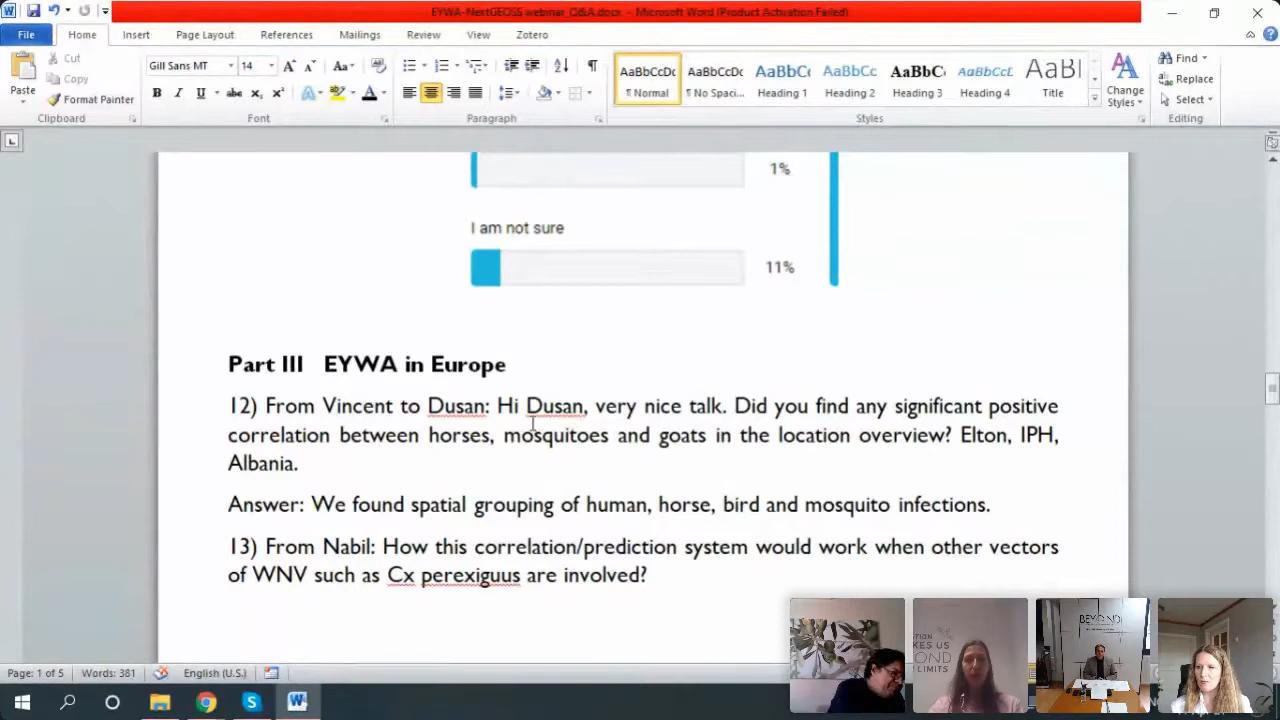 EYWA-NextGEOSS webinar_Q&A.docx - Microsoft Word (Product Activation Failed)
File Home Insert Page Layout References Mailings Review View Zotero
Paste
Cut
Copy
Format Painter
Clipboard
Gill Sans MT 14
Font
Paragraph
AaBbCcDc AaBbCcDc AaBbC AaBbCc AaBbC AaBbCcD AaBl
¶ Normal ¶ No Spaci... Heading 1 Heading 2 Heading 3 Heading 4 Title
Change Styles
Styles
Find
Replace
Select
Editing
1%
I am not sure
11%
Part III EYWA in Europe
12) From Vincent to Dusan: Hi Dusan, very nice talk. Did you find any significant positive
correlation between horses, mosquitoes and goats in the location overview? Elton, IPH,
Albania.
Answer: We found spatial grouping of human, horse, bird and mosquito infections.
13) From Nabil: How this correlation/prediction system would work when other vectors
of WNV such as Cx perexiguus are involved?
BEYOND
Page: 1 of 5 Words: 381 English (U.S.)